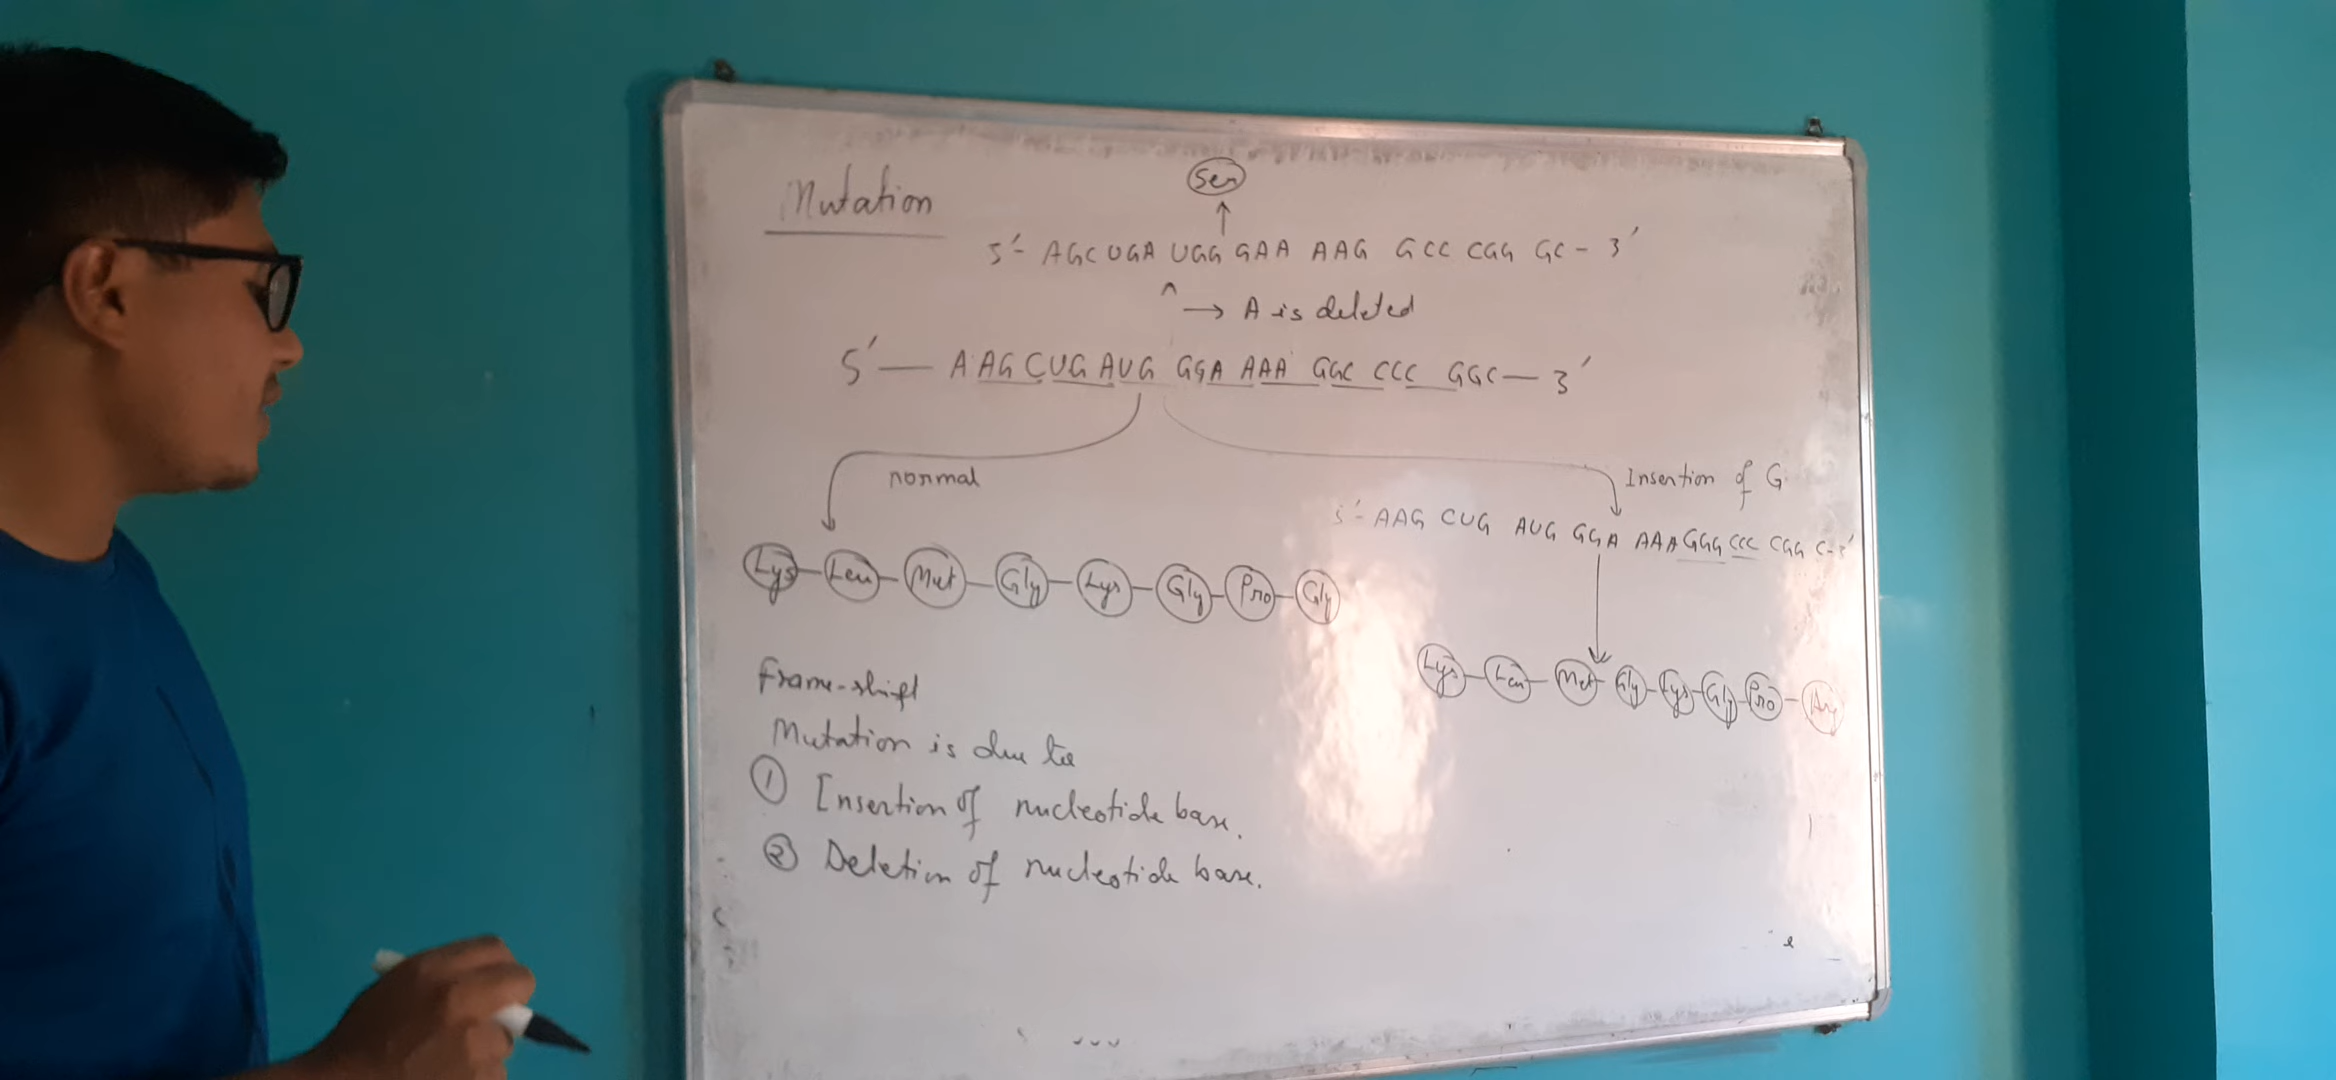 Mutation
Ser
5'- AGC UGA UGG GAA AAG GCC CGG GC - 3'
^ → A is deleted
5' — AAG CUG AUG GGA AAA GGC CCC GGC — 3'
normal
Insertion of G
5'- AAG CUG AUG GGA AAA GGG CCC CGG C-3'
Lys - Leu - Met - Gly - Lys - Gly - Pro - Gly
Lys - Leu - Met - Gly - Lys - Gly - Pro - Arg
Frame-shift
Mutation is due to
① Insertion of nucleotide base.
② Deletion of nucleotide base.